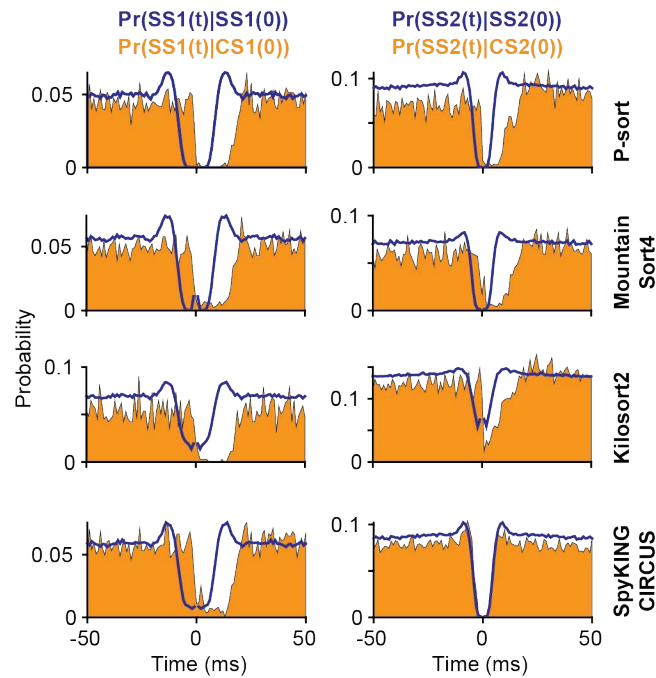 Pr(SS1(t)|SS1(0))
Pr(SS1(t)|CS1(0))
Pr(SS2(t)|SS2(0))
Pr(SS2(t)|CS2(0))
0.05
0
0.1
0
P-sort
0.05
0
0.1
0
Mountain
Sort4
Probability
0.1
0
0.1
0
Kilosort2
0.05
0
0.1
0
SpyKING
CIRCUS
-50
0
50
-50
0
50
Time (ms)
Time (ms)